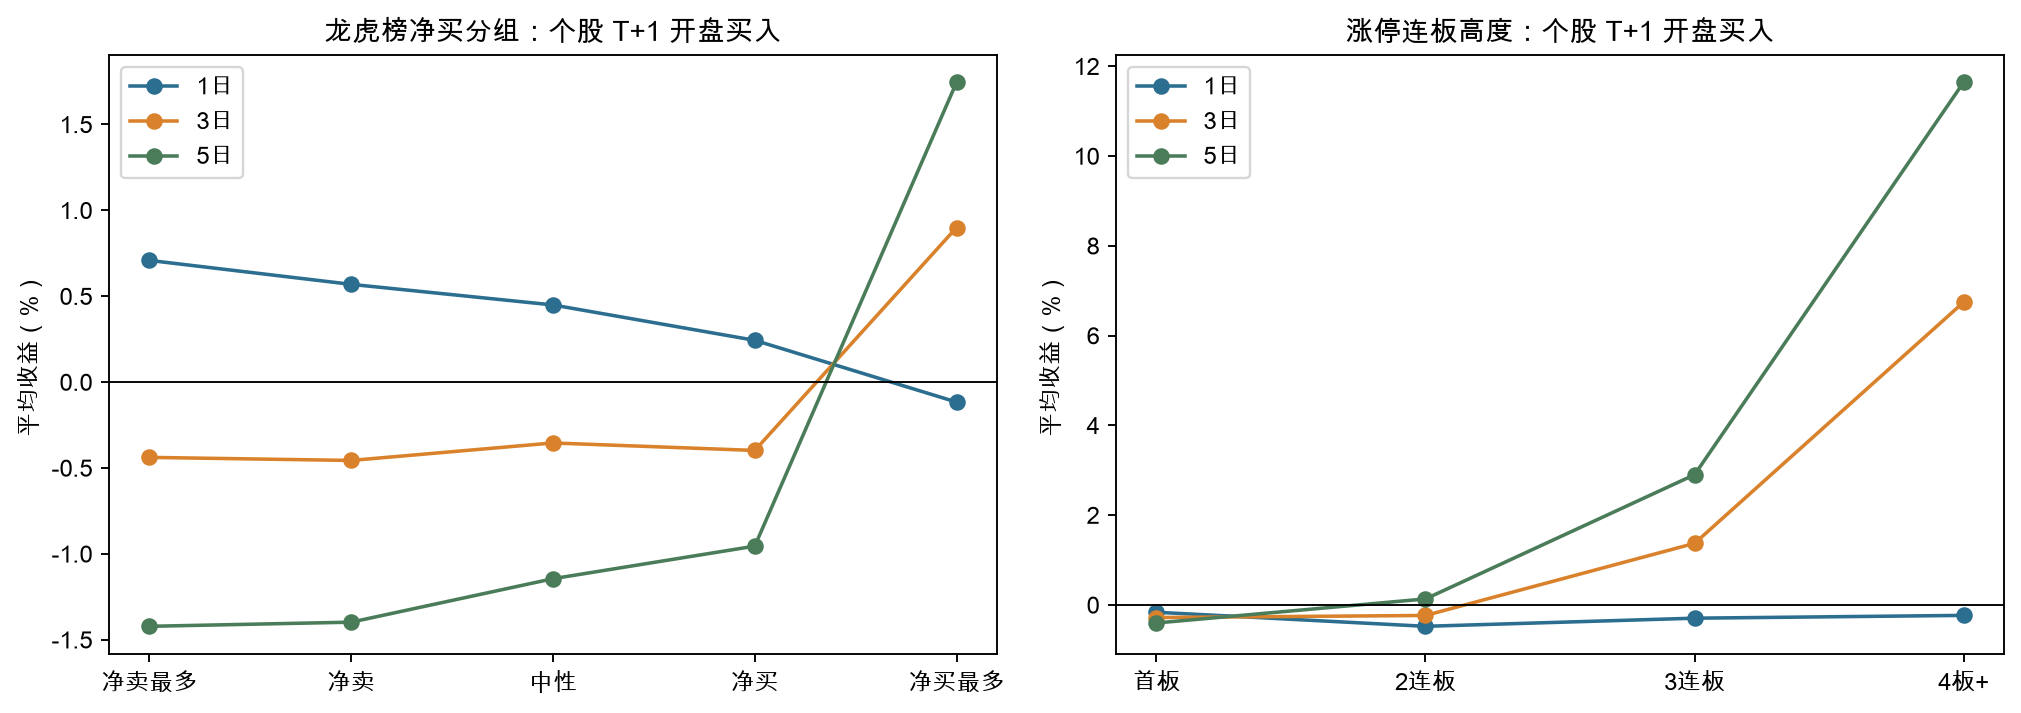 龙虎榜净买分组：个股 T+1 开盘买入
1日
3日
5日
平均收益（%）
1.5
1.0
0.5
0.0
-0.5
-1.0
-1.5
净卖最多
净卖
中性
净买
净买最多
涨停连板高度：个股 T+1 开盘买入
1日
3日
5日
平均收益（%）
12
10
8
6
4
2
0
首板
2连板
3连板
4板+